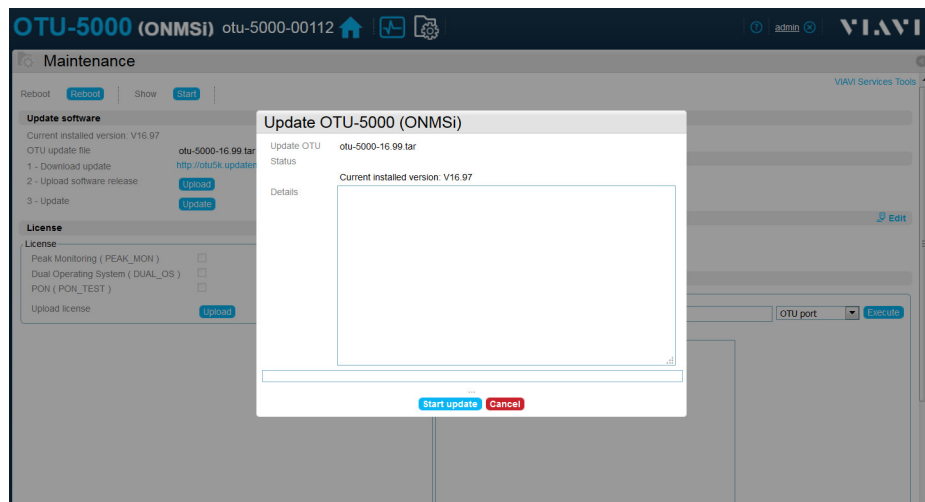 OTU-5000 (ONMSi) otu-5000-00112
admin
VIAVI
Maintenance
VIAVI Services Tools
Reboot Reboot Show Start
Update software
Current installed version: V16.97
OTU update file otu-5000-16.99.tar
1 - Download update http://otu5k.updatem
2 - Upload software release Upload
3 - Update Update
License
License
Peak Monitoring ( PEAK_MON )
Dual Operating System ( DUAL_OS )
PON ( PON_TEST )
Upload license Upload
Edit
OTU port Execute
Update OTU-5000 (ONMSi)
Update OTU otu-5000-16.99.tar
Status
Current installed version: V16.97
Details
...
Start update Cancel